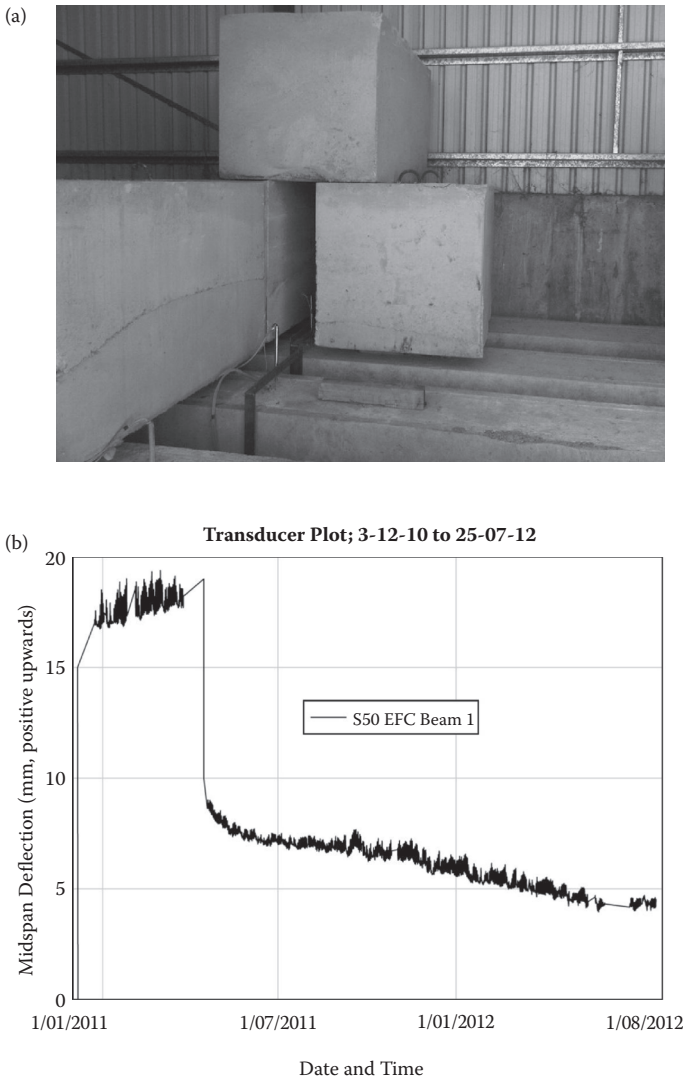 (a)
(b)
Transducer Plot; 3-12-10 to 25-07-12
Midspan Deflection (mm, positive upwards)
20
15
10
5
0
S50 EFC Beam 1
1/01/2011
1/07/2011
1/01/2012
1/08/2012
Date and Time